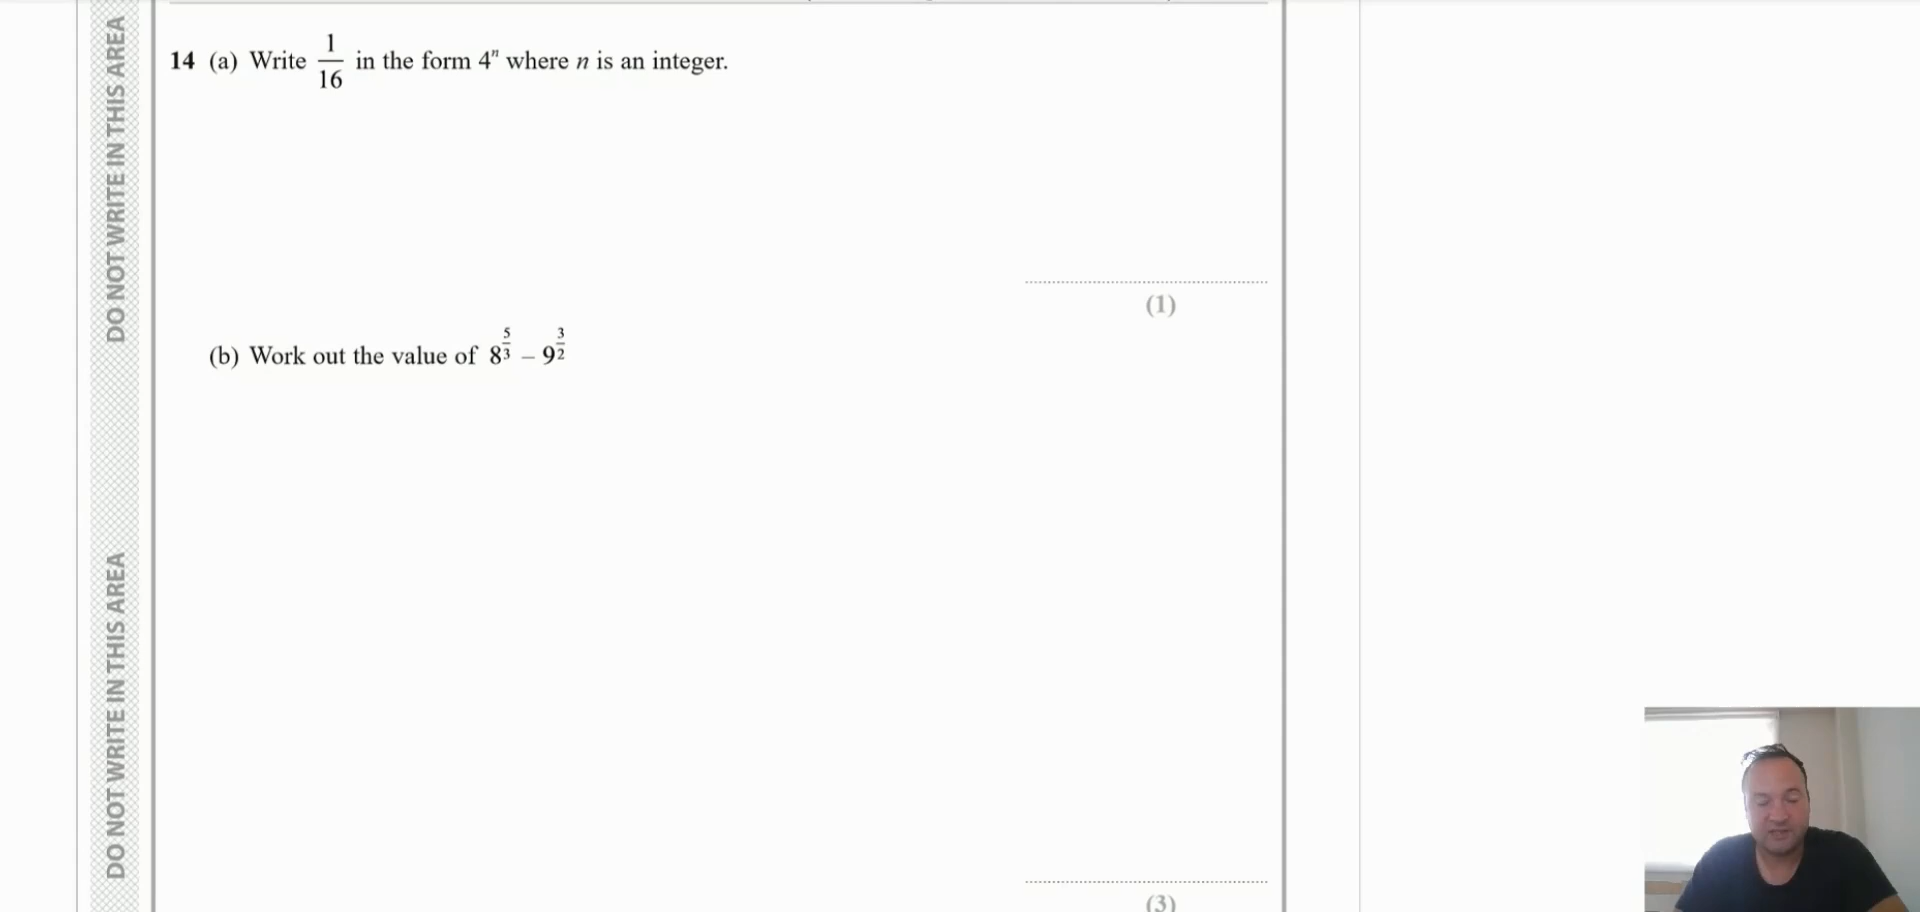 DO NOT WRITE IN THIS AREA
14 (a) Write 1/16 in the form 4ⁿ where n is an integer.
(1)
(b) Work out the value of 8^(5/3) – 9^(3/2)
DO NOT WRITE IN THIS AREA
(3)